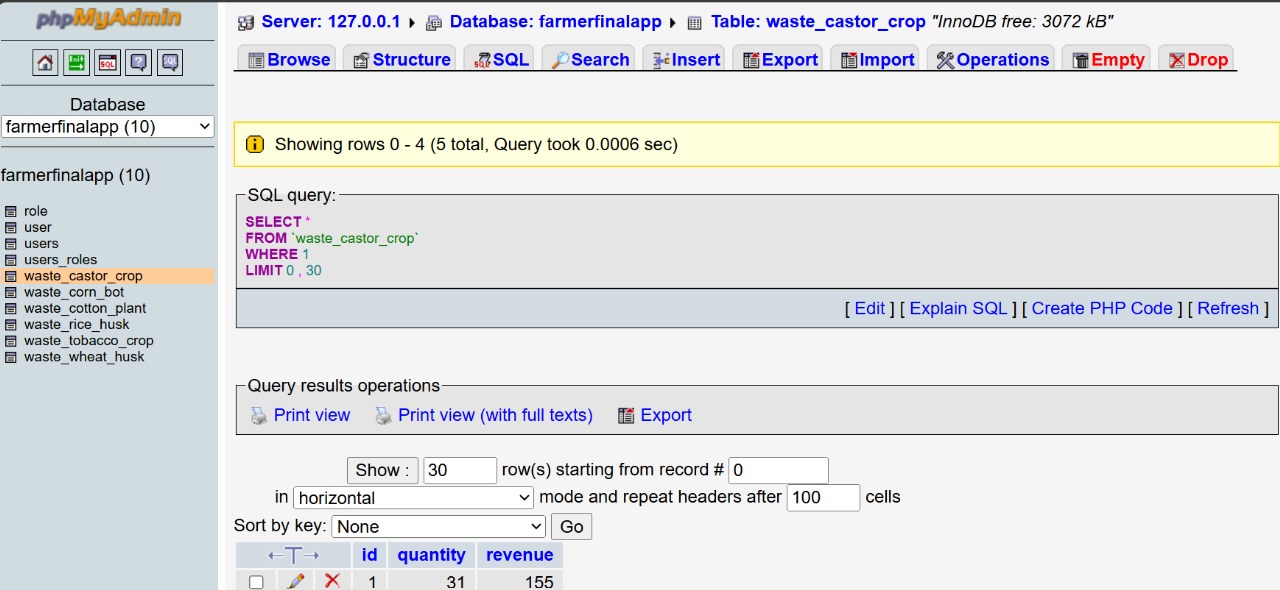 phpMyAdmin
Database
farmerfinalapp (10)
farmerfinalapp (10)
role
user
users
users_roles
waste_castor_crop
waste_corn_bot
waste_cotton_plant
waste_rice_husk
waste_tobacco_crop
waste_wheat_husk
Server: 127.0.0.1 Database: farmerfinalapp Table: waste_castor_crop "InnoDB free: 3072 kB"
Browse Structure SQL Search Insert Export Import Operations Empty Drop
Showing rows 0 - 4 (5 total, Query took 0.0006 sec)
SQL query:
SELECT *
FROM `waste_castor_crop`
WHERE 1
LIMIT 0 , 30
[ Edit ] [ Explain SQL ] [ Create PHP Code ] [ Refresh ]
Query results operations
Print view Print view (with full texts) Export
Show : 30 row(s) starting from record # 0
in horizontal mode and repeat headers after 100 cells
Sort by key: None Go
←T→ id quantity revenue
1 31 155